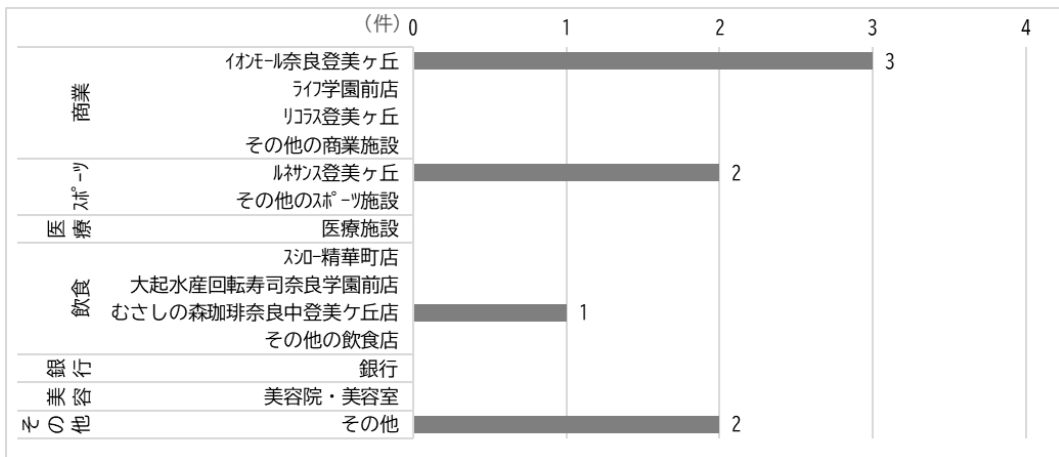 （件） 0 1 2 3 4
商業
ｲｵﾝﾓｰﾙ奈良登美ヶ丘 3
ﾗｲﾌ学園前店
ﾘｺﾗｽ登美ヶ丘
その他の商業施設
ｽﾎﾟｰﾂ
ﾙﾈｻﾝｽ登美ヶ丘 2
その他のｽﾎﾟｰﾂ施設
医療
医療施設
飲食
ｽｼﾛｰ精華町店
大起水産回転寿司奈良学園前店
むさしの森珈琲奈良中登美ケ丘店 1
その他の飲食店
銀行
銀行
美容
美容院・美容室
その他
その他 2